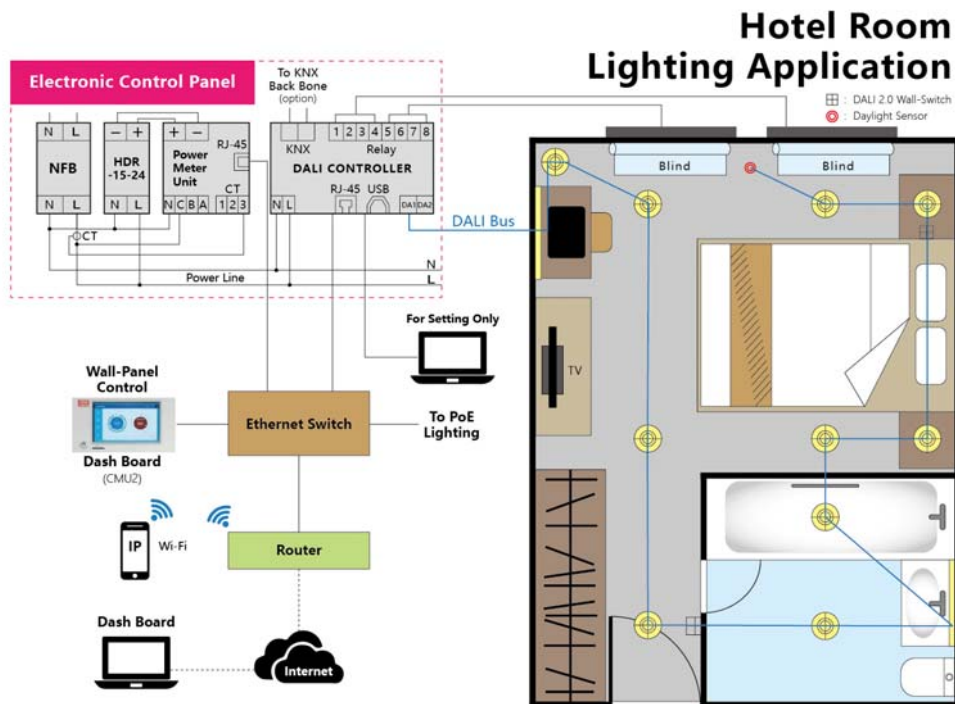 Hotel Room
Lighting Application
: DALI 2.0 Wall-Switch
: Daylight Sensor
Electronic Control Panel
To KNX
Back Bone
(option)
N L
NFB
N L
− +
HDR
-15-24
N L
+ −
Power
Meter
Unit
RJ-45
CT
N C B A 1 2 3
KNX
1 2 3 4 5 6 7 8
Relay
DALI CONTROLLER
RJ-45 USB
N L
DA1 DA2
DALI Bus
CT
Power Line
N
L
Blind
Blind
TV
For Setting Only
Wall-Panel
Control
Dash Board
(CMU2)
Ethernet Switch
To PoE
Lighting
IP
Wi-Fi
Router
Dash Board
Internet